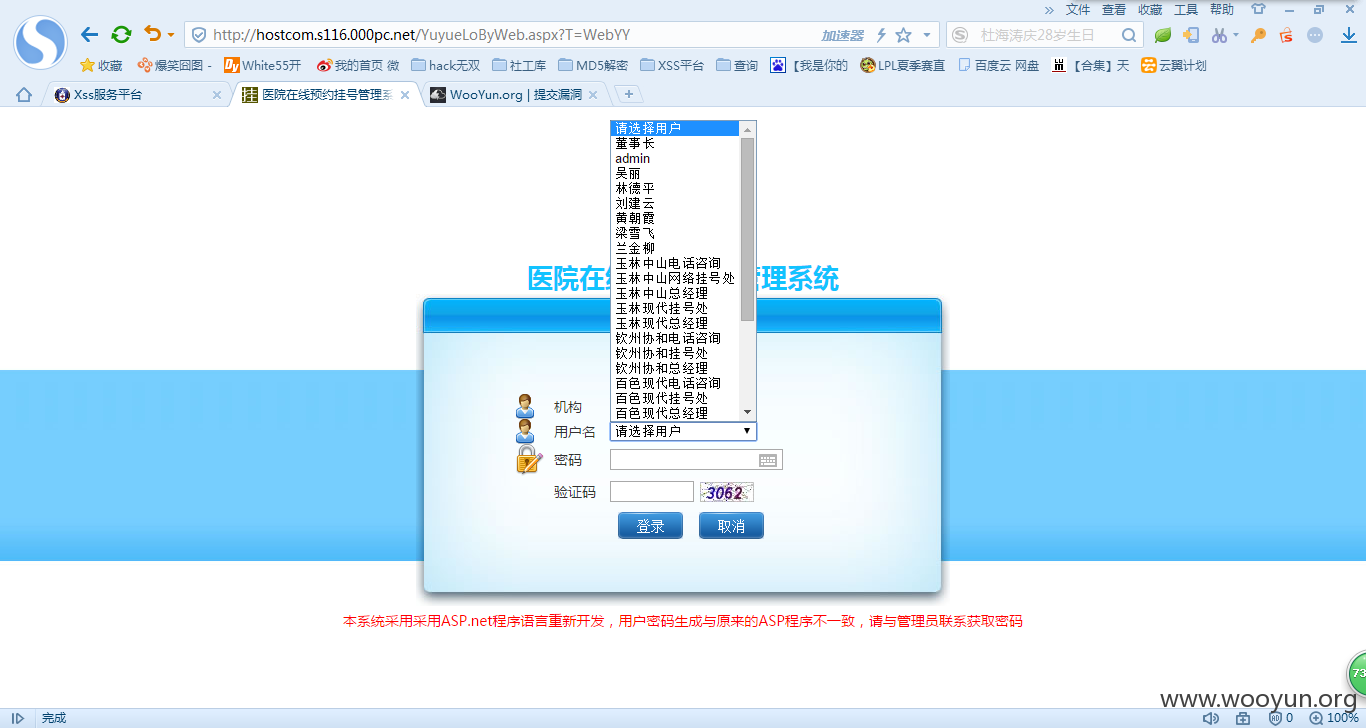 » 文件 查看 收藏 工具 帮助
http://hostcom.s116.000pc.net/YuyueLoByWeb.aspx?T=WebYY 加速器 杜海涛庆28岁生日
收藏 爆笑囧图 - White55开 我的首页 微 hack无双 社工库 MD5解密 XSS平台 查询 【我是你的 LPL夏季赛直 百度云 网盘 【合集】天 云翼计划
Xss服务平台 医院在线预约挂号管理系 WooYun.org | 提交漏洞
请选择用户
董事长
admin
吴丽
林德平
刘建云
黄朝霞
梁雪飞
兰金柳
玉林中山电话咨询
玉林中山网络挂号处
玉林中山总经理
玉林现代挂号处
玉林现代总经理
钦州协和电话咨询
钦州协和挂号处
钦州协和总经理
百色现代电话咨询
百色现代挂号处
百色现代总经理
医院在 管理系统
机构
用户名 请选择用户
密码
验证码 3062
登录 取消
本系统采用采用ASP.net程序语言重新开发，用户密码生成与原来的ASP程序不一致，请与管理员联系获取密码
73
www.wooyun.org
完成 0 100%